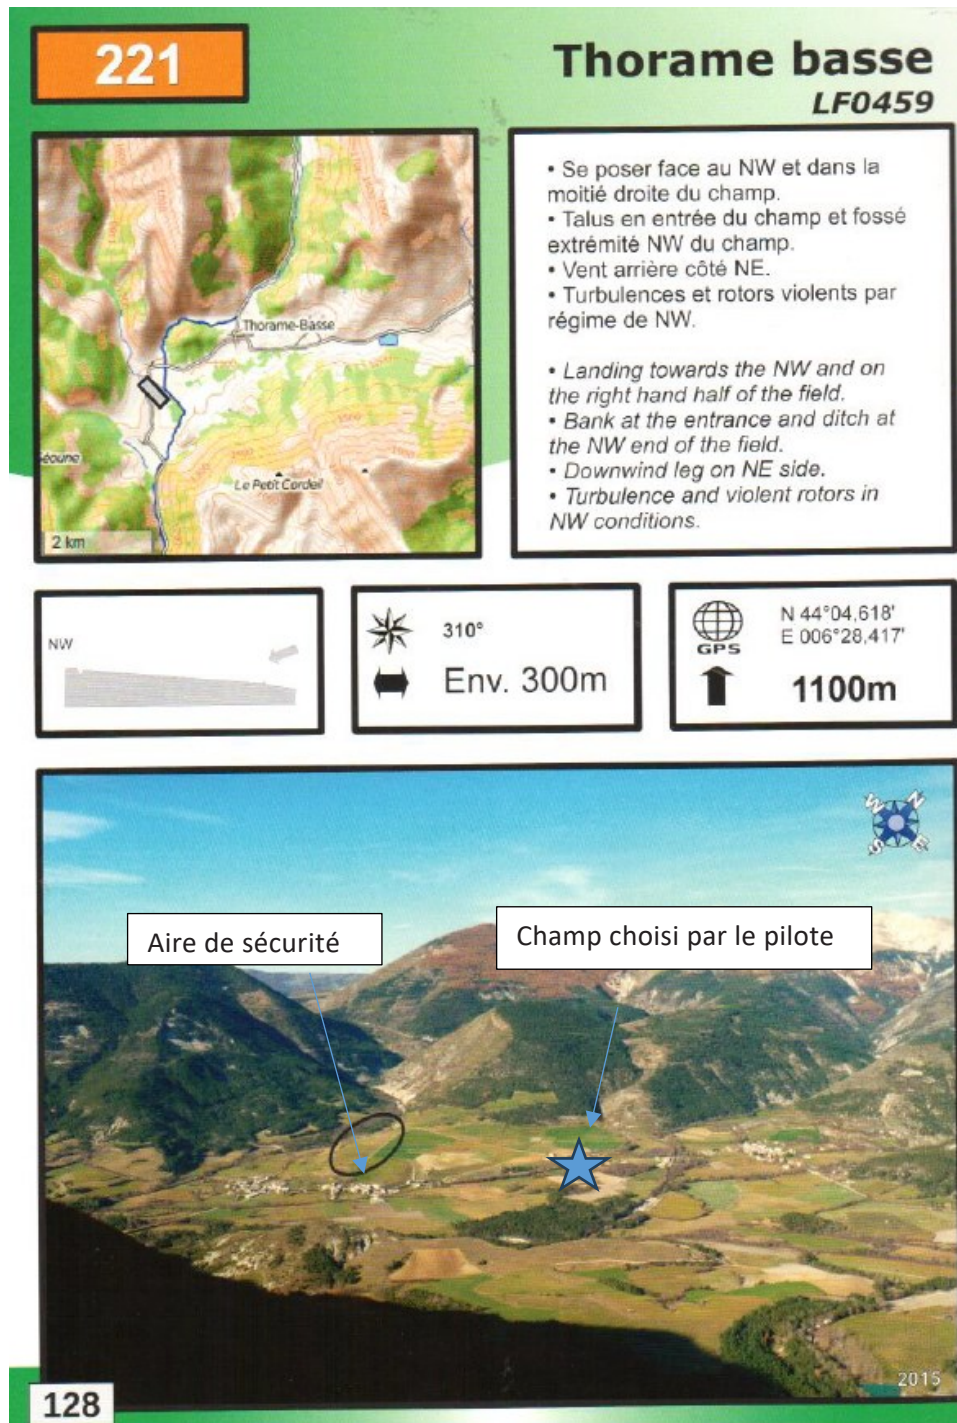 221
Thorame basse
LF0459
Thorame-Basse
Le Petit Cordeil
2 km
• Se poser face au NW et dans la
moitié droite du champ.
• Talus en entrée du champ et fossé
extrémité NW du champ.
• Vent arrière côté NE.
• Turbulences et rotors violents par
régime de NW.
• Landing towards the NW and on
the right hand half of the field.
• Bank at the entrance and ditch at
the NW end of the field.
• Downwind leg on NE side.
• Turbulence and violent rotors in
NW conditions.
NW
310°
Env. 300m
GPS
N 44°04,618'
E 006°28,417'
1100m
W N
S E
Aire de sécurité
Champ choisi par le pilote
2015
128